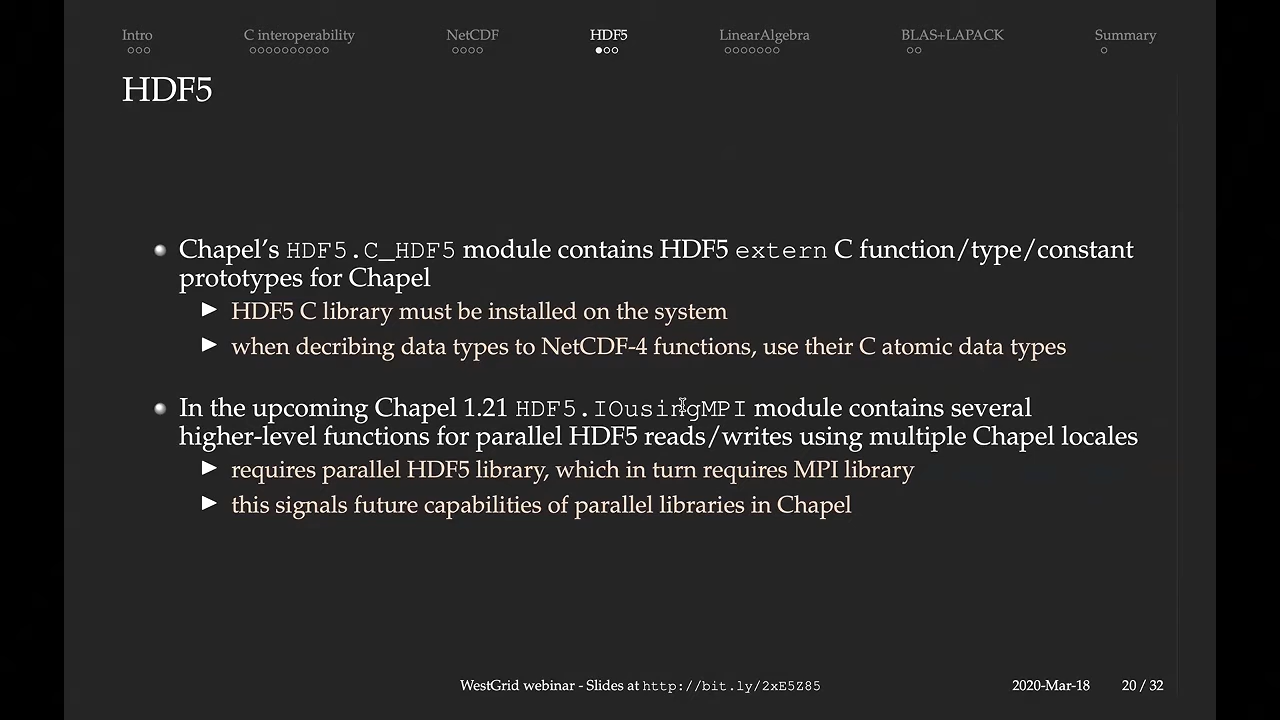 Intro C interoperability NetCDF HDF5 LinearAlgebra BLAS+LAPACK Summary
HDF5
Chapel's HDF5.C_HDF5 module contains HDF5 extern C function/type/constant
prototypes for Chapel
HDF5 C library must be installed on the system
when decribing data types to NetCDF-4 functions, use their C atomic data types
In the upcoming Chapel 1.21 HDF5.IOusingMPI module contains several
higher-level functions for parallel HDF5 reads/writes using multiple Chapel locales
requires parallel HDF5 library, which in turn requires MPI library
this signals future capabilities of parallel libraries in Chapel
WestGrid webinar - Slides at http://bit.ly/2xE5Z85 2020-Mar-18 20 / 32